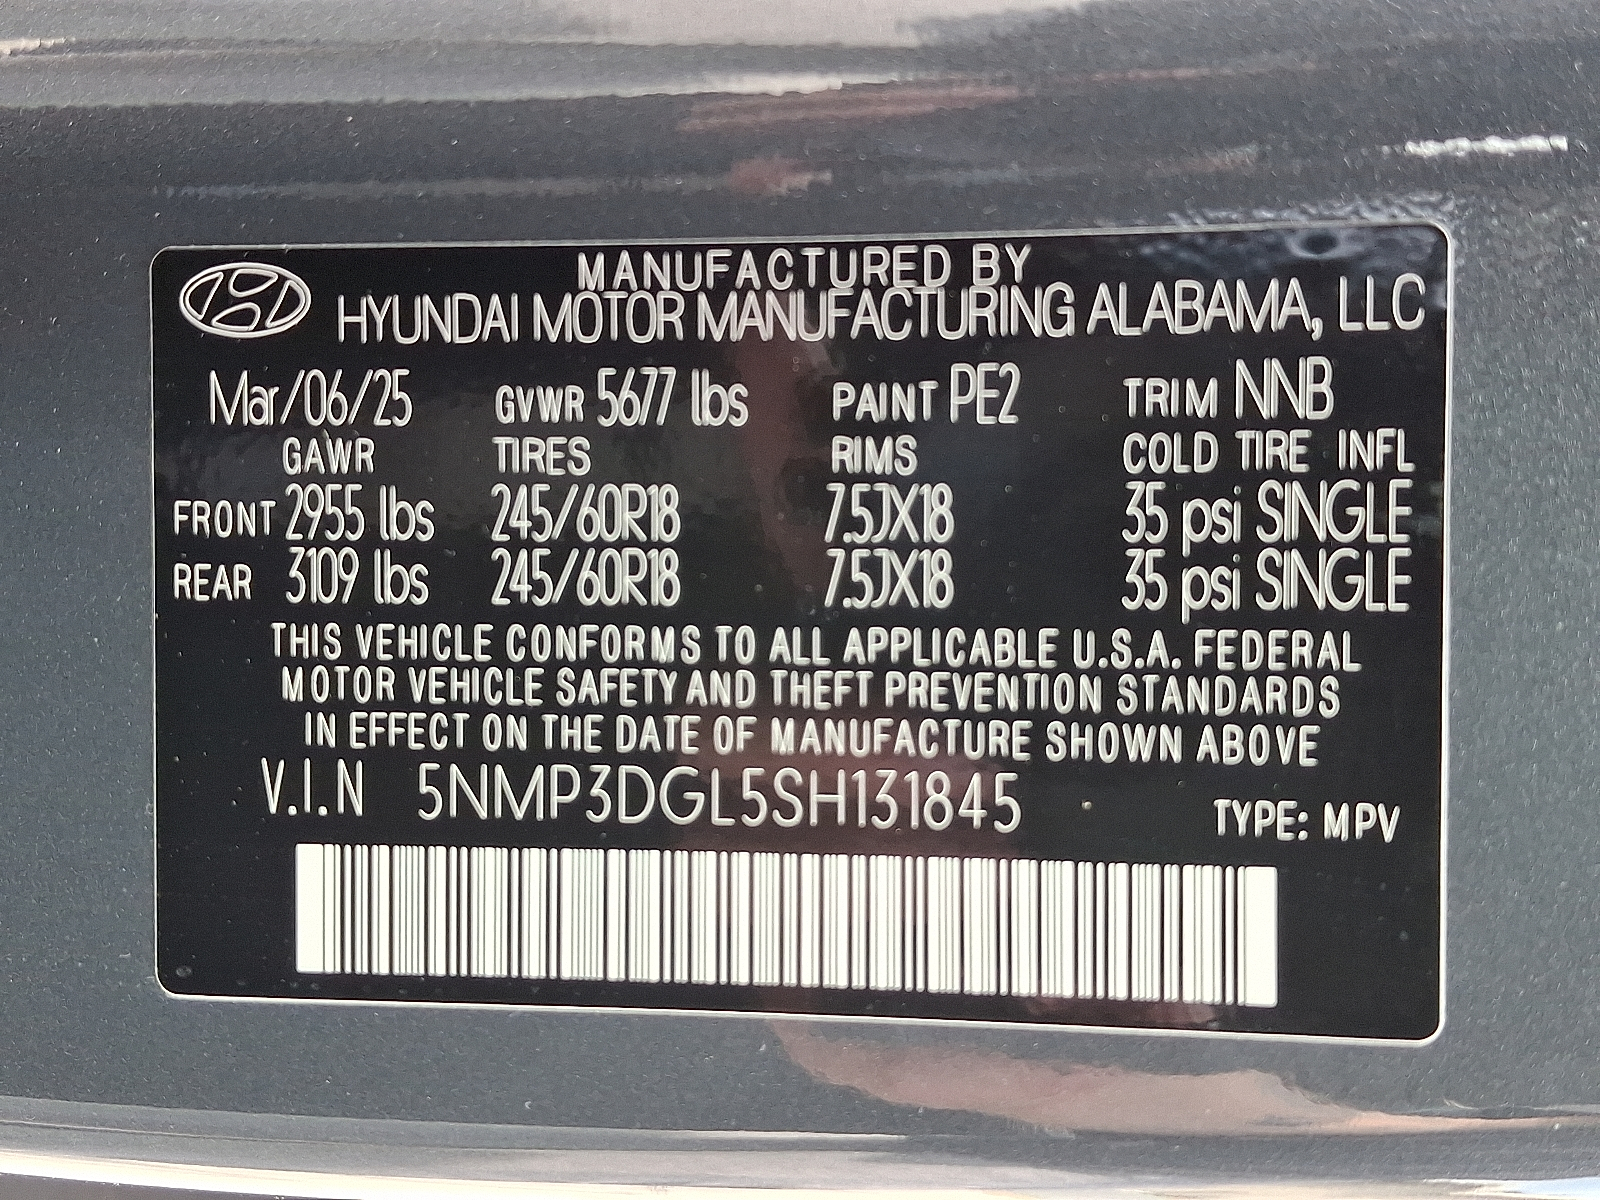 MANUFACTURED BY
HYUNDAI MOTOR MANUFACTURING ALABAMA, LLC
Mar/06/25 GVWR 5677 lbs PAINT PE2 TRIM NNB
GAWR TIRES RIMS COLD TIRE INFL
FRONT 2955 lbs 245/60R18 7.5JX18 35 psi SINGLE
REAR 3109 lbs 245/60R18 7.5JX18 35 psi SINGLE
THIS VEHICLE CONFORMS TO ALL APPLICABLE U.S.A. FEDERAL
MOTOR VEHICLE SAFETY AND THEFT PREVENTION STANDARDS
IN EFFECT ON THE DATE OF MANUFACTURE SHOWN ABOVE
V.I.N 5NMP3DGL5SH131845 TYPE: MPV